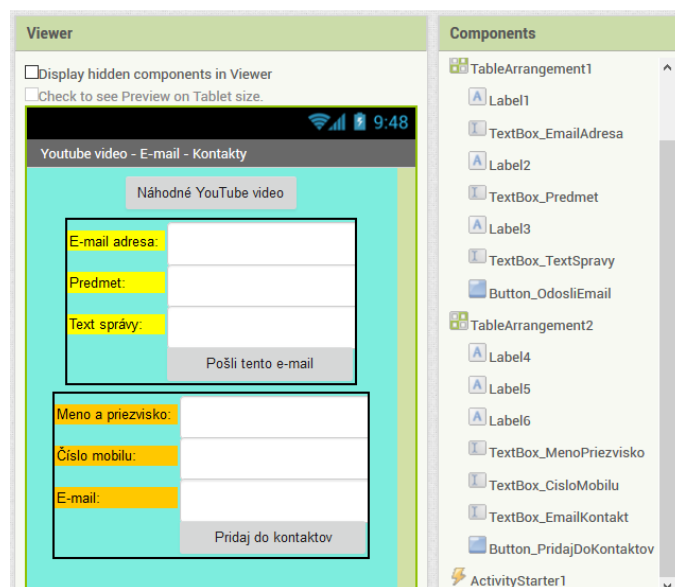 Viewer
Display hidden components in Viewer
Check to see Preview on Tablet size.
9:48
Youtube video - E-mail - Kontakty
Náhodné YouTube video
E-mail adresa:
Predmet:
Text správy:
Pošli tento e-mail
Meno a priezvisko:
Číslo mobilu:
E-mail:
Pridaj do kontaktov
Components
TableArrangement1
Label1
TextBox_EmailAdresa
Label2
TextBox_Predmet
Label3
TextBox_TextSpravy
Button_OdosliEmail
TableArrangement2
Label4
Label5
Label6
TextBox_MenoPriezvisko
TextBox_CisloMobilu
TextBox_EmailKontakt
Button_PridajDoKontaktov
ActivityStarter1